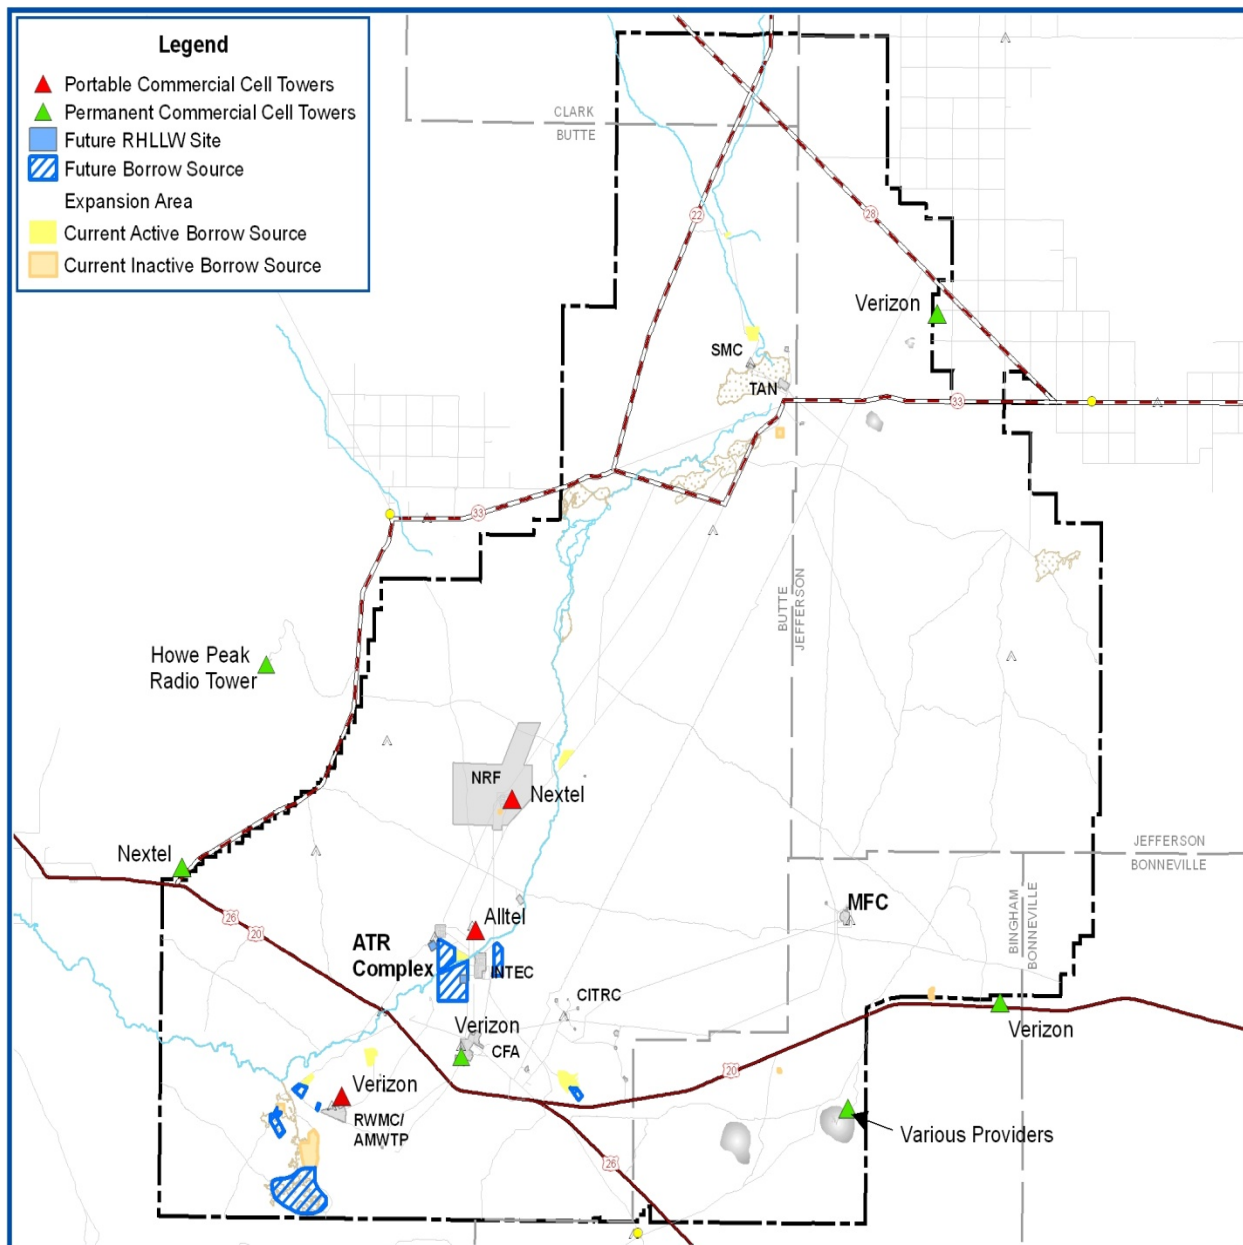 Legend
Portable Commercial Cell Towers
Permanent Commercial Cell Towers
Future RHLLW Site
Future Borrow Source
Expansion Area
Current Active Borrow Source
Current Inactive Borrow Source
CLARK
BUTTE
22
28
Verizon
SMC
TAN
33
33
BUTTE
JEFFERSON
Howe Peak
Radio Tower
NRF
Nextel
Nextel
JEFFERSON
BONNEVILLE
26
20
MFC
BINGHAM
BONNEVILLE
Alltel
ATR
Complex
INTEC
CITRC
Verizon
CFA
Verizon
20
Verizon
RWMC/
AMWTP
Various Providers
26